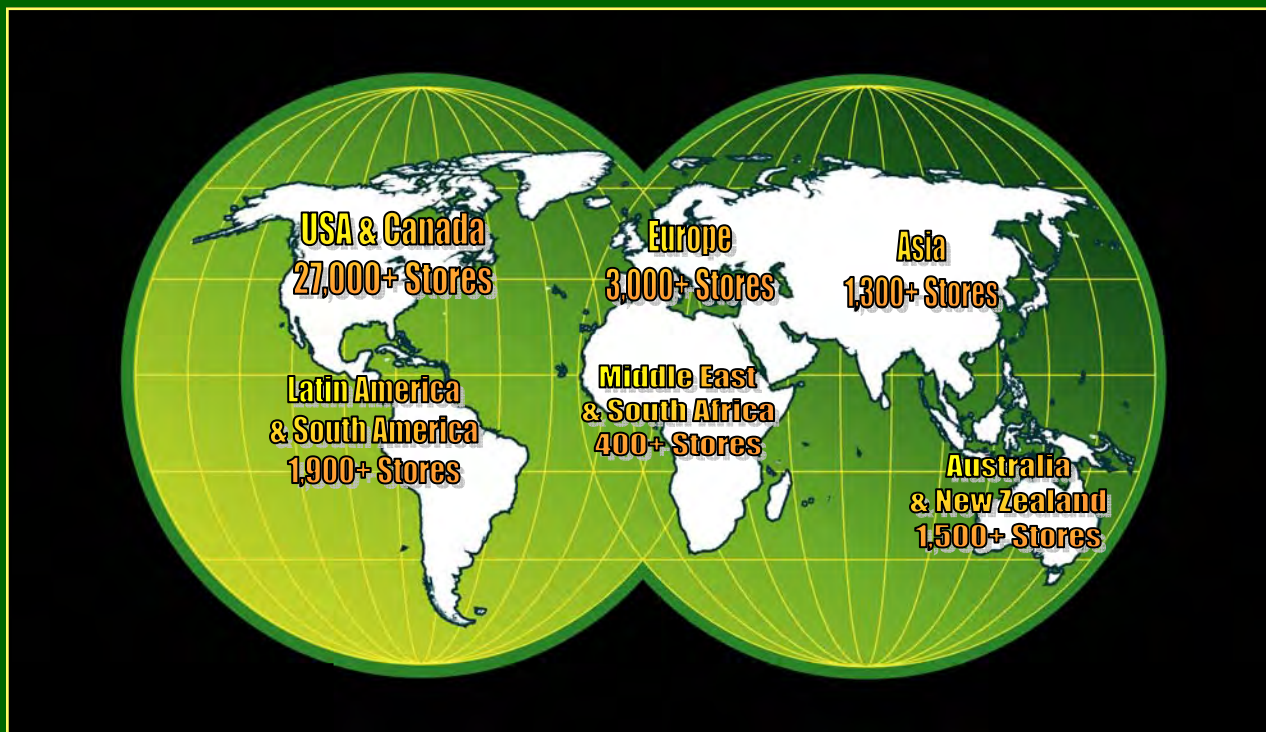 USA & Canada
27,000+ Stores
Europe
3,000+ Stores
Asia
1,300+ Stores
Latin America
& South America
1,900+ Stores
Middle East
& South Africa
400+ Stores
Australia
& New Zealand
1,500+ Stores